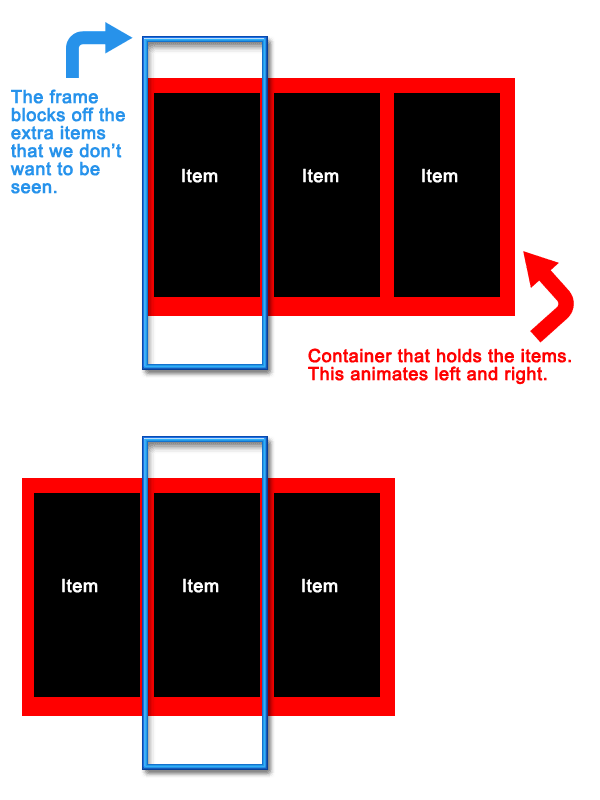 The frame
blocks off the
extra items
that we don't
want to be
seen.
Item
Item
Item
Container that holds the items.
This animates left and right.
Item
Item
Item